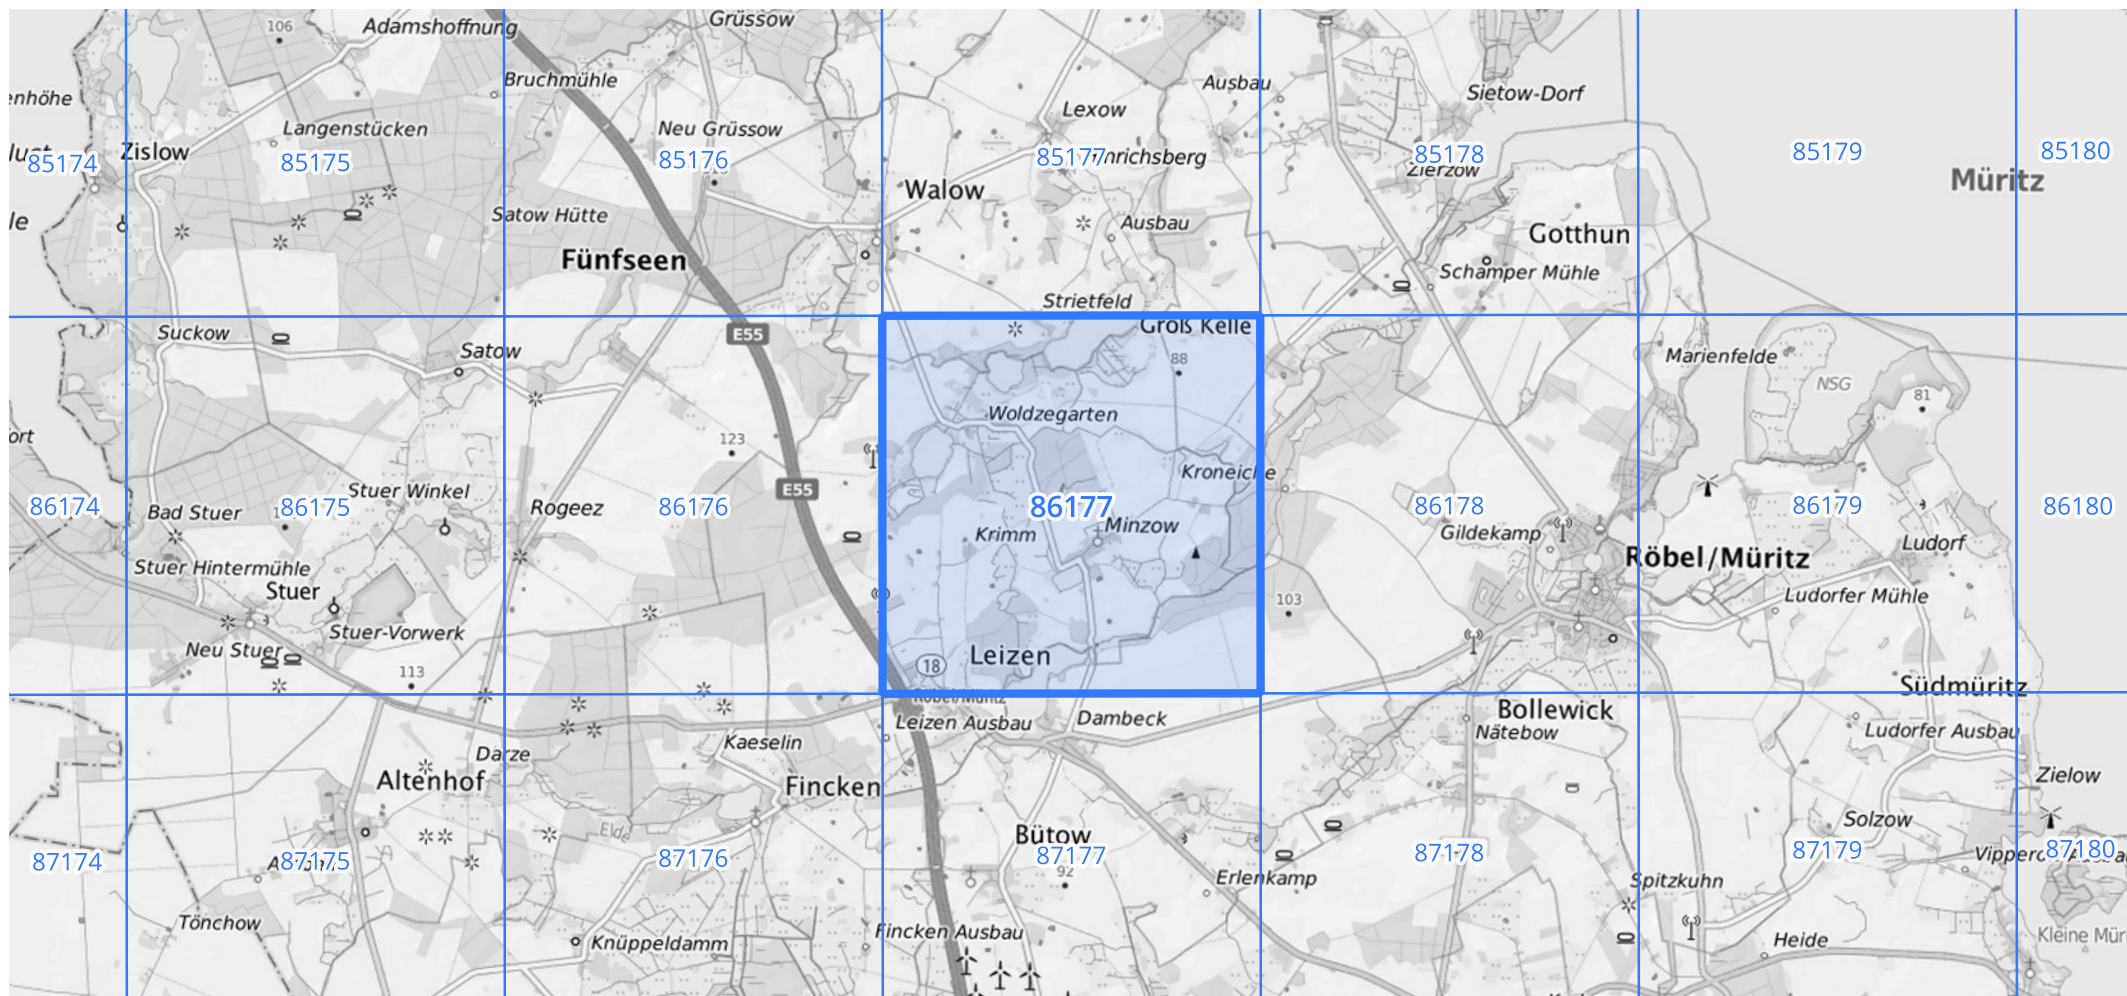 106
Adamshoffnung
Grüssow
Bruchmühle
Ausbau
Sietow-Dorf
Lexow
Langenstücken
Neu Grüssow
Zislow
85174
85175
85176
85177
85178
85179
85180
Zierzow
Müritz
Walow
Satow Hütte
Ausbau
Gotthun
Fünfseen
Schamper Mühle
Strietfeld
Suckow
E55
Groß Kelle
Satow
88
Marienfelde
NSG
81
Woldzegarten
123
Kroneiche
E55
Stuer Winkel
Bad Stuer
Rogeez
86174
86175
86176
86177
86178
86179
86180
Krimm
Minzow
Gildekamp
Ludorf
Röbel/Müritz
Stuer Hintermühle
Stuer
103
Ludorfer Mühle
Stuer-Vorwerk
Neu Stuer
113
18
Leizen
Südmüritz
Röbel/Müritz
Leizen Ausbau
Dambeck
Bollewick
Nätebow
Ludorfer Ausbau
Darze
Kaeselin
Altenhof
Fincken
Zielow
Elde
Bütow
Solzow
87174
87175
87176
87177
87178
87179
87180
92
Erlenkamp
Spitzkuhn
Tönchow
Knüppeldamm
Fincken Ausbau
Heide
Kleine Mür